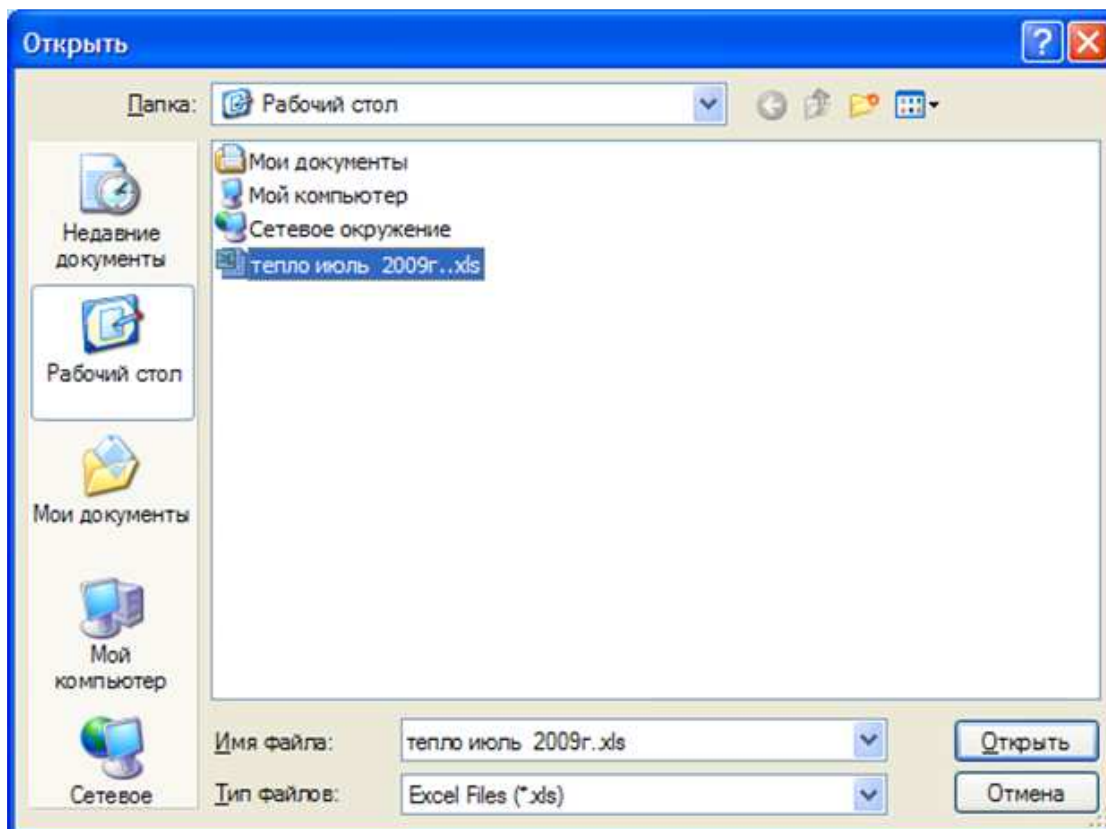 Открыть
Папка: Рабочий стол
Мои документы
Мой компьютер
Сетевое окружение
тепло июль 2009г..xls
Недавние
документы
Рабочий стол
Мои документы
Мой
компьютер
Сетевое
Имя файла: тепло июль 2009г..xls Открыть
Тип файлов: Excel Files (*.xls) Отмена